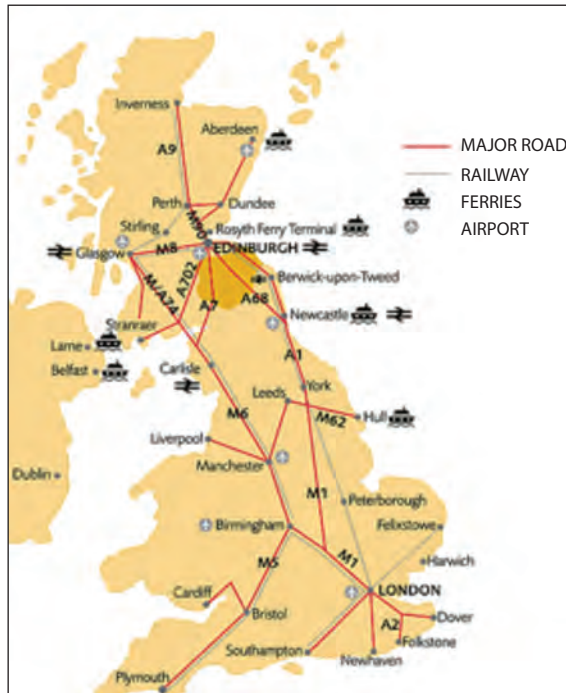 Inverness
Aberdeen
A9
MAJOR ROAD
RAILWAY
FERRIES
AIRPORT
Perth
Dundee
M90
Stirling
Rosyth Ferry Terminal
M8
EDINBURGH
Glasgow
Berwick-upon-Tweed
A702
M/A74
A7
A68
Newcastle
Stranraer
A1
Larne
Belfast
Carlisle
Leeds
York
M6
M62
Hull
Liverpool
Manchester
Dublin
M1
Peterborough
Felixstowe
Birmingham
M1
Harwich
M5
Cardiff
LONDON
Bristol
Dover
A2
Folkstone
Southampton
Newhaven
Plymouth